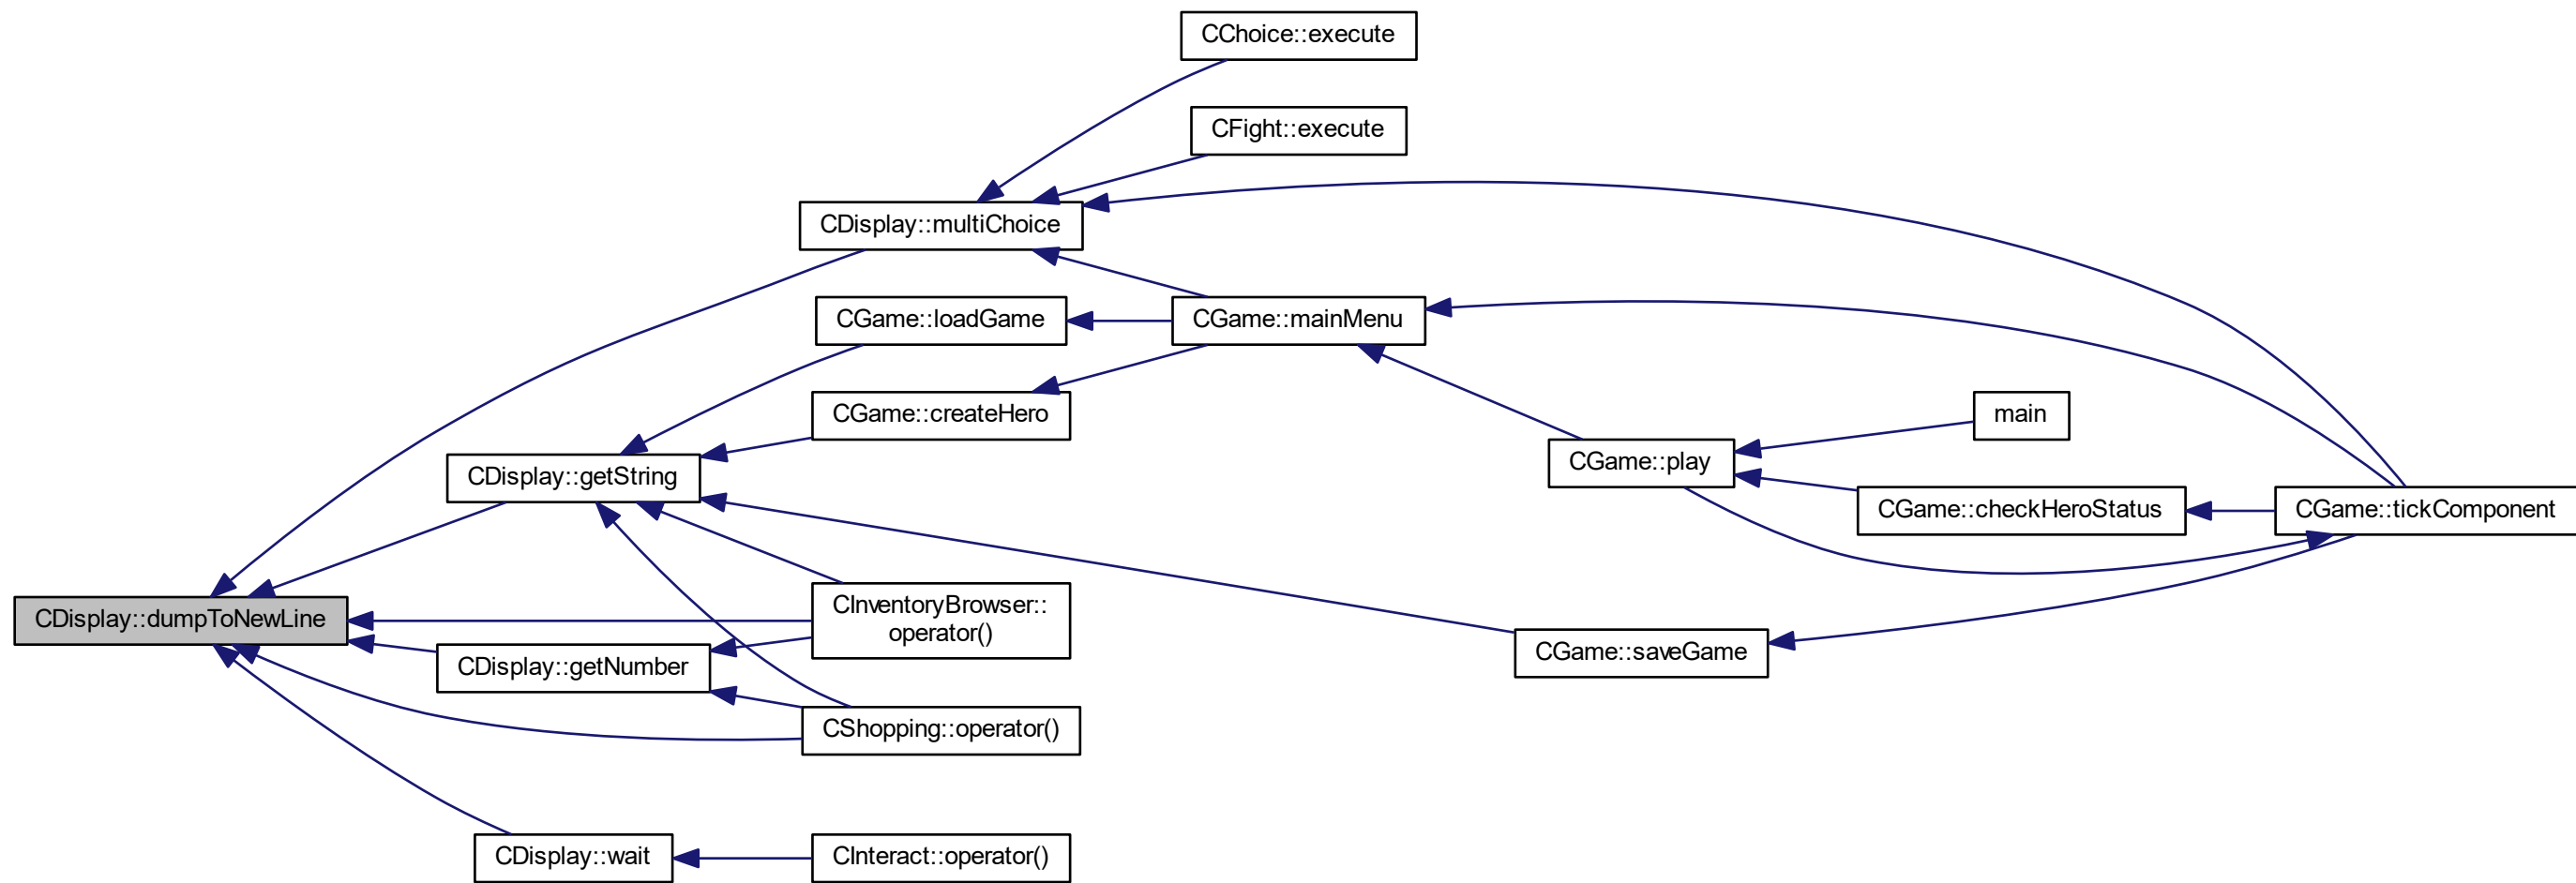 CChoice::execute
CFight::execute
CDisplay::multiChoice
CGame::loadGame
CGame::mainMenu
CGame::createHero
main
CGame::play
CDisplay::getString
CGame::checkHeroStatus
CGame::tickComponent
CDisplay::dumpToNewLine
CInventoryBrowser::
operator()
CDisplay::getNumber
CGame::saveGame
CShopping::operator()
CDisplay::wait
CInteract::operator()